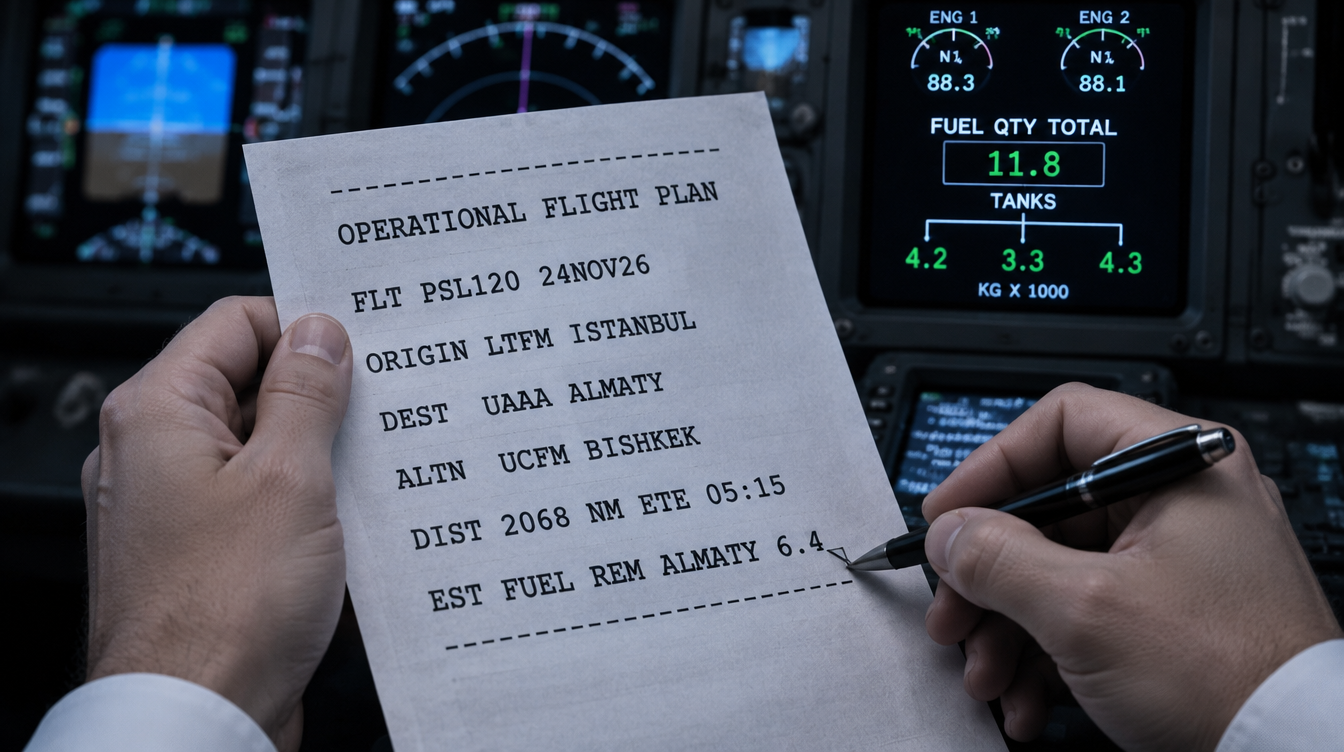 OPERATIONAL FLIGHT PLAN
FLT PSL120 24NOV26
ORIGIN LTFM ISTANBUL
DEST UAAA ALMATY
ALTN UCFM BISHKEK
DIST 2068 NM ETE 05:15
EST FUEL REM ALMATY 6.4
ENG 1 ENG 2
N% N%
88.3 88.1
FUEL QTY TOTAL
11.8
TANKS
4.2 3.3 4.3
KG X 1000